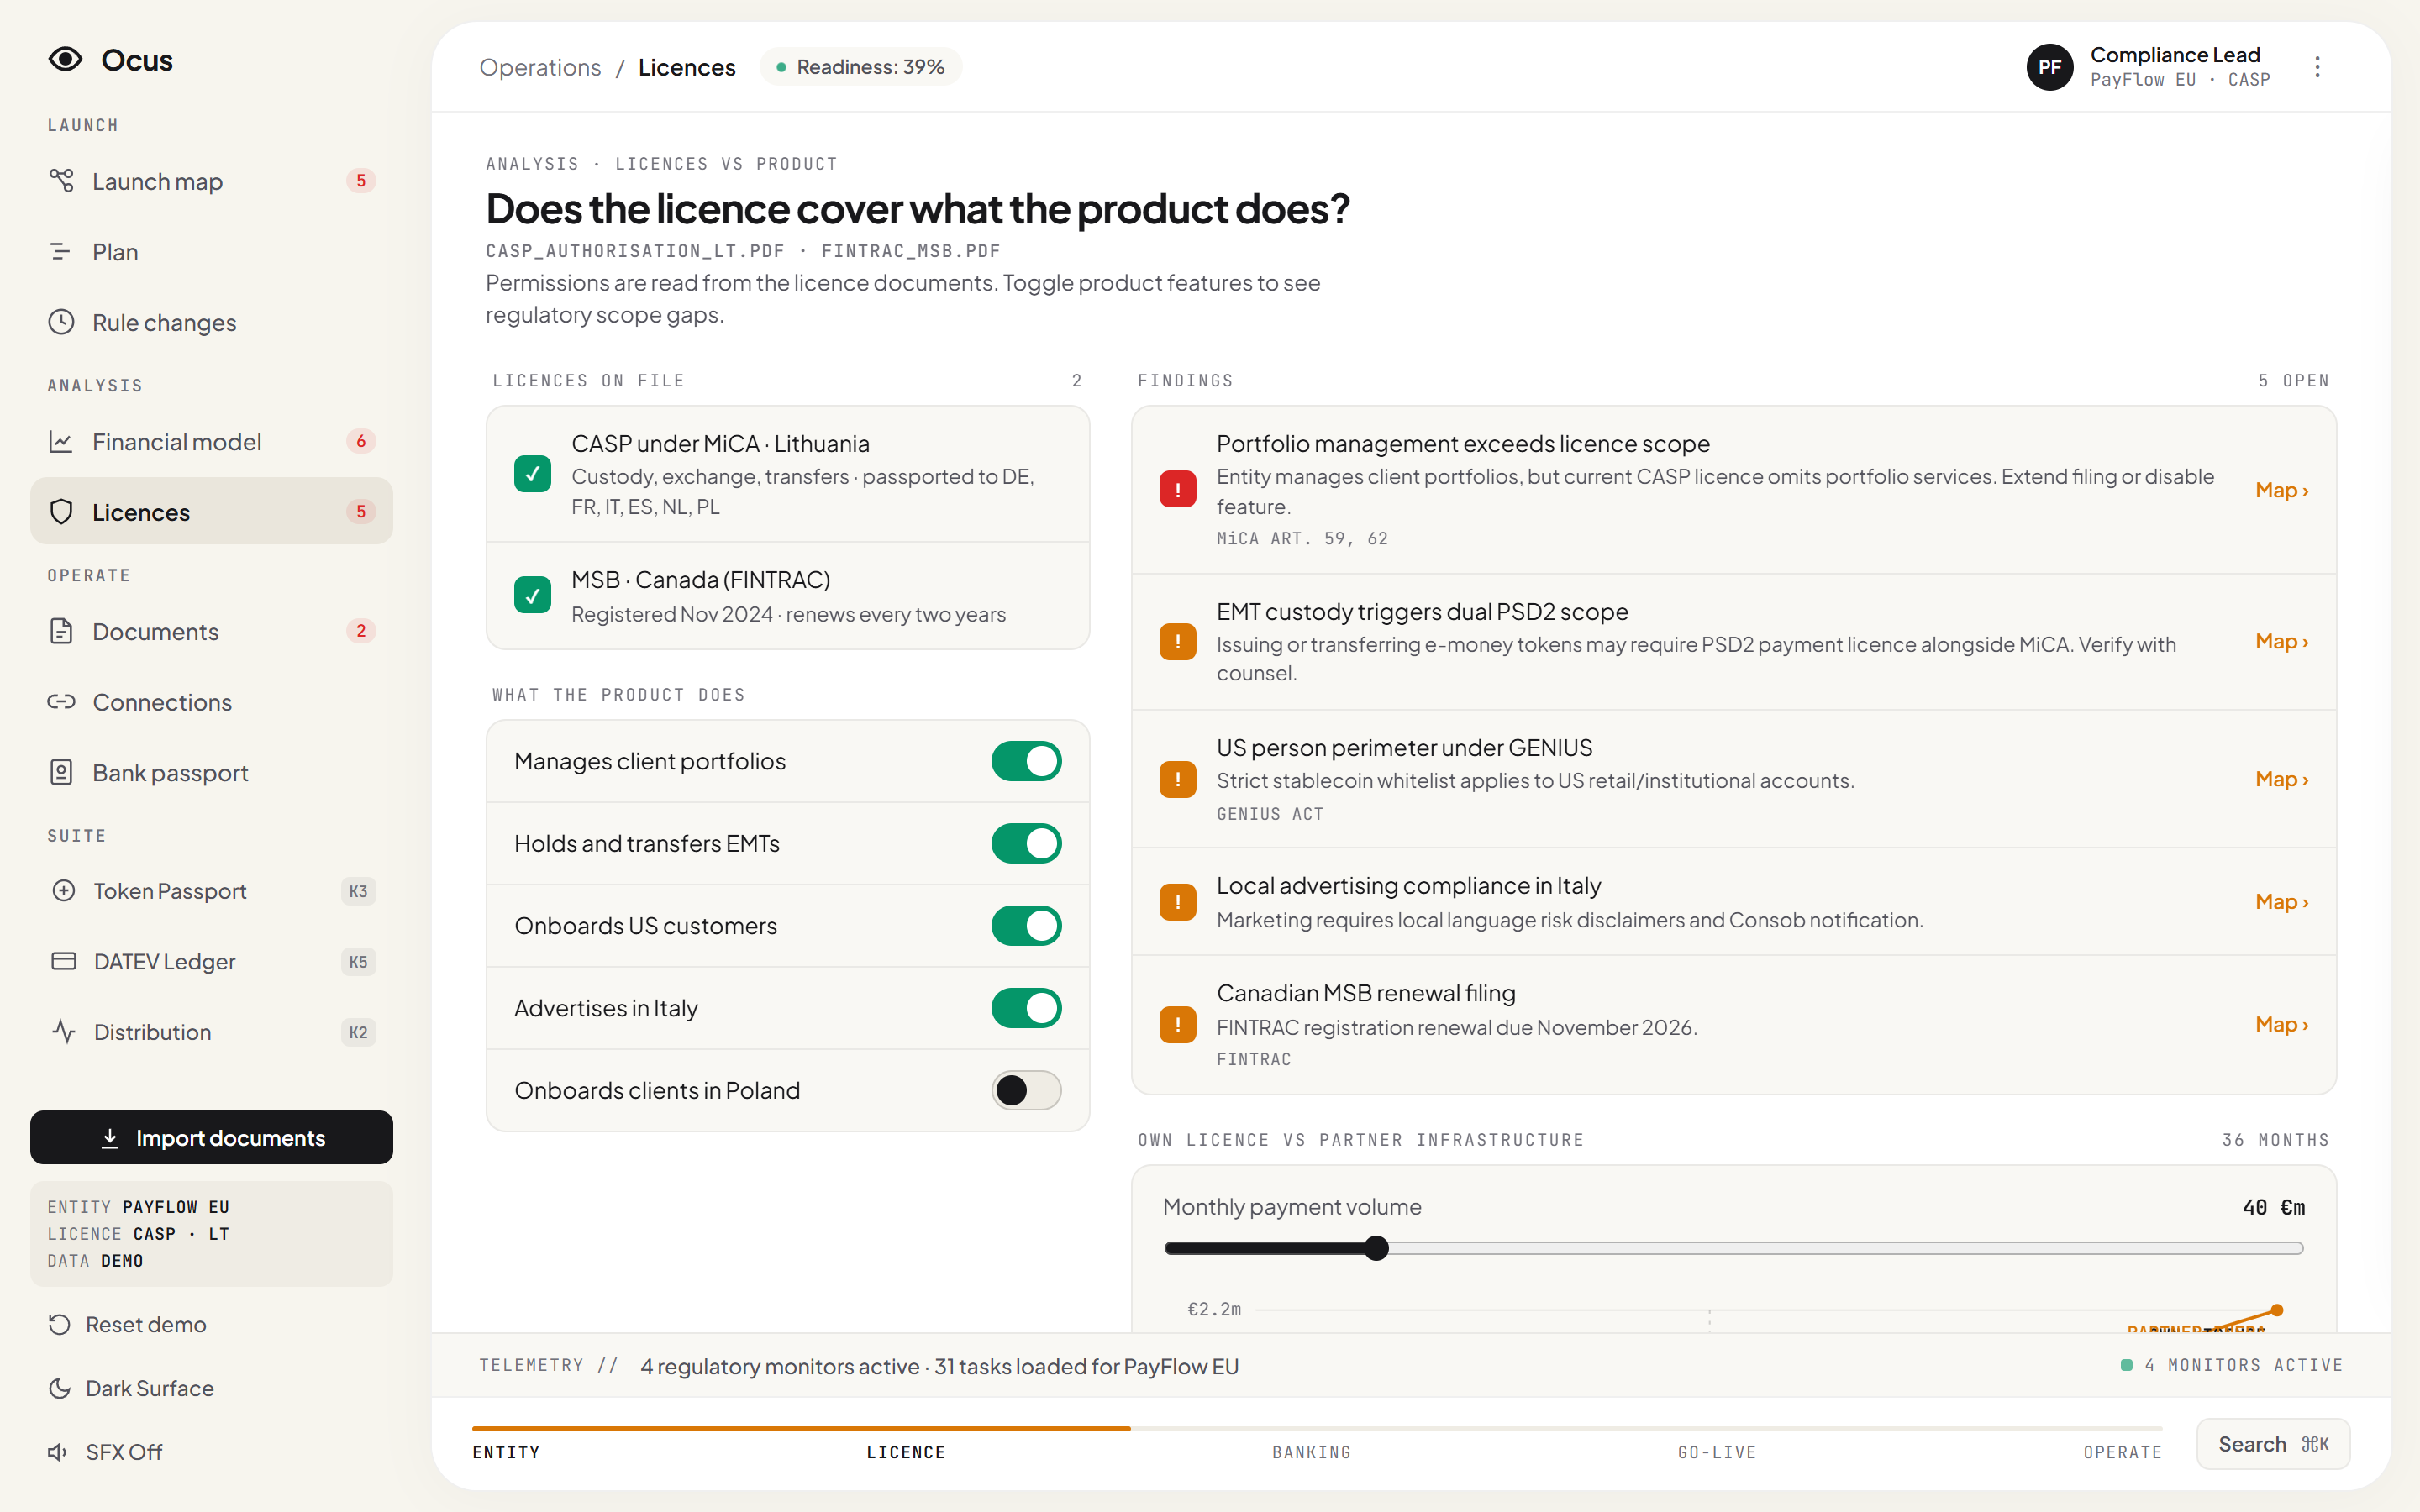 Ocus
LAUNCH
Launch map 5
Plan
Rule changes
ANALYSIS
Financial model 6
Licences 5
OPERATE
Documents 2
Connections
Bank passport
SUITE
Token Passport K3
DATEV Ledger K5
Distribution K2
Import documents
ENTITY PAYFLOW EU
LICENCE CASP · LT
DATA DEMO
Reset demo
Dark Surface
SFX Off
Operations / Licences Readiness: 39%
PF Compliance Lead
PayFlow EU · CASP
ANALYSIS · LICENCES VS PRODUCT
Does the licence cover what the product does?
CASP_AUTHORISATION_LT.PDF · FINTRAC_MSB.PDF
Permissions are read from the licence documents. Toggle product features to see
regulatory scope gaps.
LICENCES ON FILE 2
CASP under MiCA · Lithuania
Custody, exchange, transfers · passported to DE,
FR, IT, ES, NL, PL
MSB · Canada (FINTRAC)
Registered Nov 2024 · renews every two years
WHAT THE PRODUCT DOES
Manages client portfolios
Holds and transfers EMTs
Onboards US customers
Advertises in Italy
Onboards clients in Poland
FINDINGS 5 OPEN
Portfolio management exceeds licence scope
Entity manages client portfolios, but current CASP licence omits portfolio services. Extend filing or disable
feature.
MiCA ART. 59, 62
Map ›
EMT custody triggers dual PSD2 scope
Issuing or transferring e-money tokens may require PSD2 payment licence alongside MiCA. Verify with
counsel.
Map ›
US person perimeter under GENIUS
Strict stablecoin whitelist applies to US retail/institutional accounts.
GENIUS ACT
Map ›
Local advertising compliance in Italy
Marketing requires local language risk disclaimers and Consob notification.
Map ›
Canadian MSB renewal filing
FINTRAC registration renewal due November 2026.
FINTRAC
Map ›
OWN LICENCE VS PARTNER INFRASTRUCTURE 36 MONTHS
Monthly payment volume 40 €m
€2.2m
TELEMETRY // 4 regulatory monitors active · 31 tasks loaded for PayFlow EU 4 MONITORS ACTIVE
ENTITY LICENCE BANKING GO-LIVE OPERATE
Search ⌘K